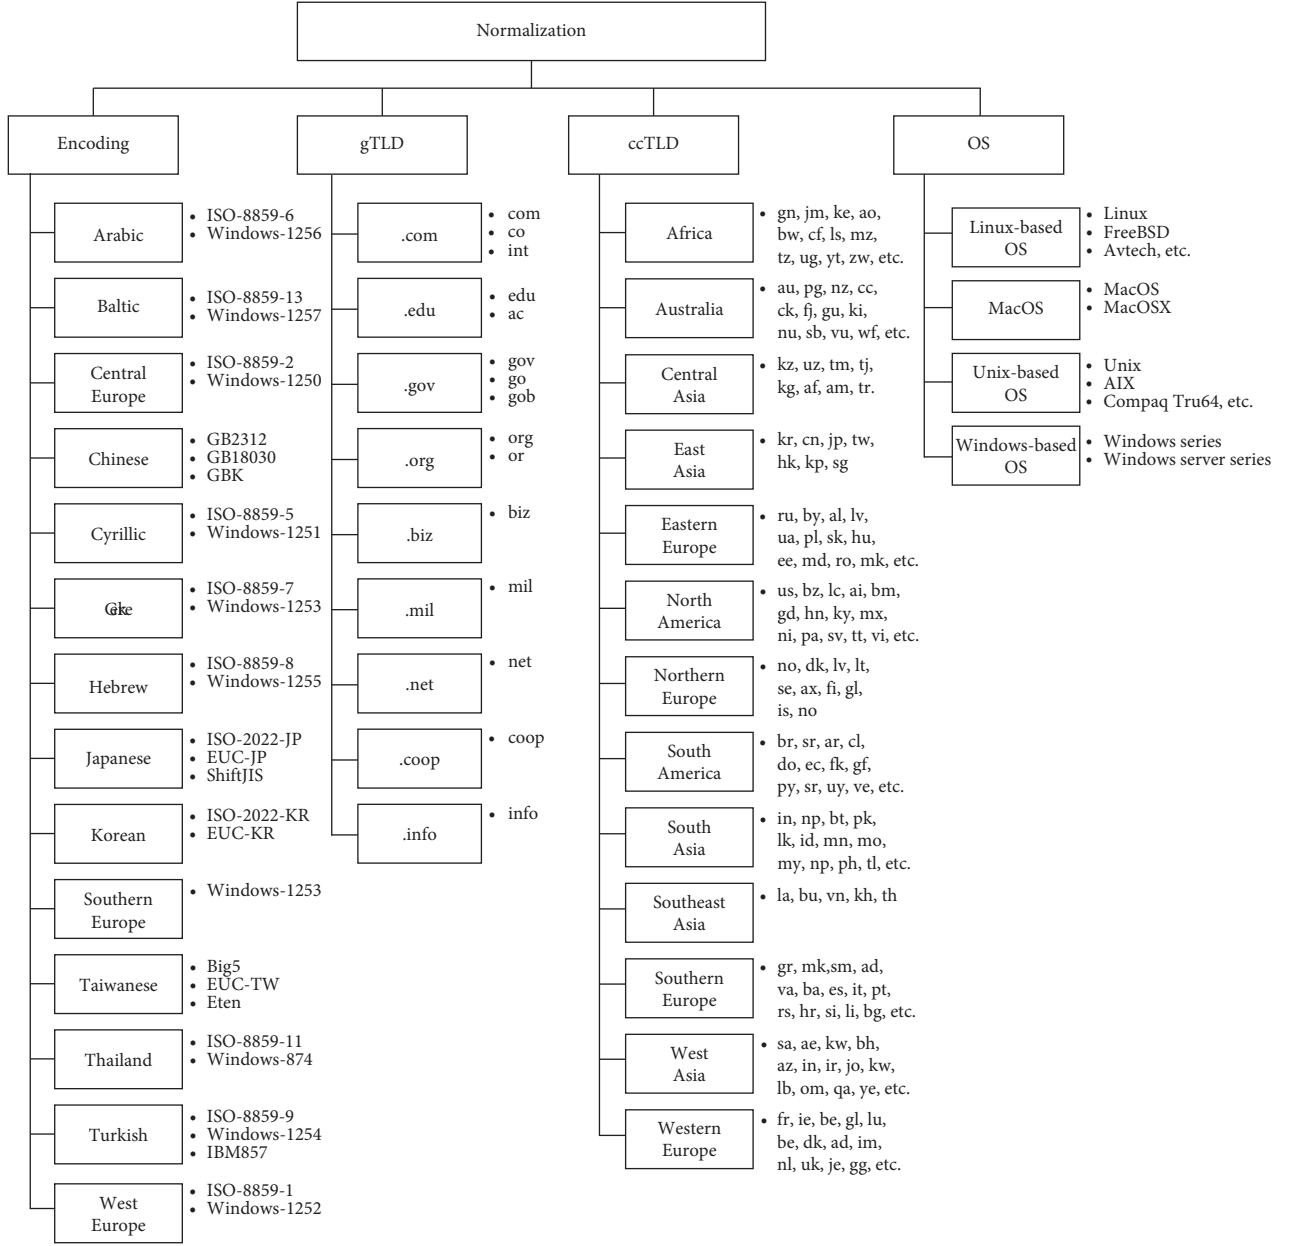 Normalization
Encoding
Arabic
• ISO-8859-6
• Windows-1256
Baltic
• ISO-8859-13
• Windows-1257
Central
Europe
• ISO-8859-2
• Windows-1250
Chinese
• GB2312
• GB18030
• GBK
Cyrillic
• ISO-8859-5
• Windows-1251
• ISO-8859-7
• Windows-1253
Hebrew
• ISO-8859-8
• Windows-1255
Japanese
• ISO-2022-JP
• EUC-JP
• ShiftJIS
Korean
• ISO-2022-KR
• EUC-KR
Southern
Europe
• Windows-1253
Taiwanese
• Big5
• EUC-TW
• Eten
Thailand
• ISO-8859-11
• Windows-874
Turkish
• ISO-8859-9
• Windows-1254
• IBM857
West
Europe
• ISO-8859-1
• Windows-1252
gTLD
.com
• com
• co
• int
.edu
• edu
• ac
.gov
• gov
• go
• gob
.org
• org
• or
.biz
• biz
.mil
• mil
.net
• net
.coop
• coop
.info
• info
ccTLD
Africa
• gn, jm, ke, ao,
bw, cf, ls, mz,
tz, ug, yt, zw, etc.
Australia
• au, pg, nz, cc,
ck, fj, gu, ki,
nu, sb, vu, wf, etc.
Central
Asia
• kz, uz, tm, tj,
kg, af, am, tr.
East
Asia
• kr, cn, jp, tw,
hk, kp, sg
Eastern
Europe
• ru, by, al, lv,
ua, pl, sk, hu,
ee, md, ro, mk, etc.
North
America
• us, bz, lc, ai, bm,
gd, hn, ky, mx,
ni, pa, sv, tt, vi, etc.
Northern
Europe
• no, dk, lv, lt,
se, ax, fi, gl,
is, no
South
America
• br, sr, ar, cl,
do, ec, fk, gf,
py, sr, uy, ve, etc.
South
Asia
• in, np, bt, pk,
lk, id, mn, mo,
my, np, ph, tl, etc.
Southeast
Asia
• la, bu, vn, kh, th
Southern
Europe
• gr, mk,sm, ad,
va, ba, es, it, pt,
rs, hr, si, li, bg, etc.
West
Asia
• sa, ae, kw, bh,
az, in, ir, jo, kw,
lb, om, qa, ye, etc.
Western
Europe
• fr, ie, be, gl, lu,
be, dk, ad, im,
nl, uk, je, gg, etc.
OS
Linux-based
OS
• Linux
• FreeBSD
• Avtech, etc.
MacOS
• MacOS
• MacOSX
Unix-based
OS
• Unix
• AIX
• Compaq Tru64, etc.
Windows-based
OS
• Windows series
• Windows server series